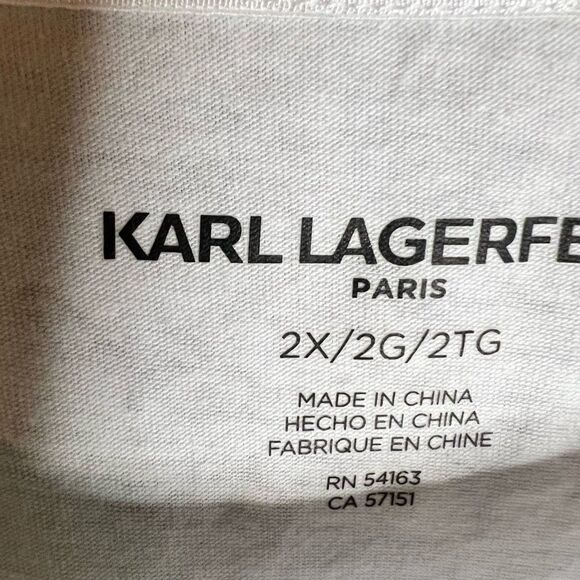 KARL LAGERFE
PARIS
2X/2G/2TG
MADE IN CHINA
HECHO EN CHINA
FABRIQUE EN CHINE
RN 54163
CA 57151